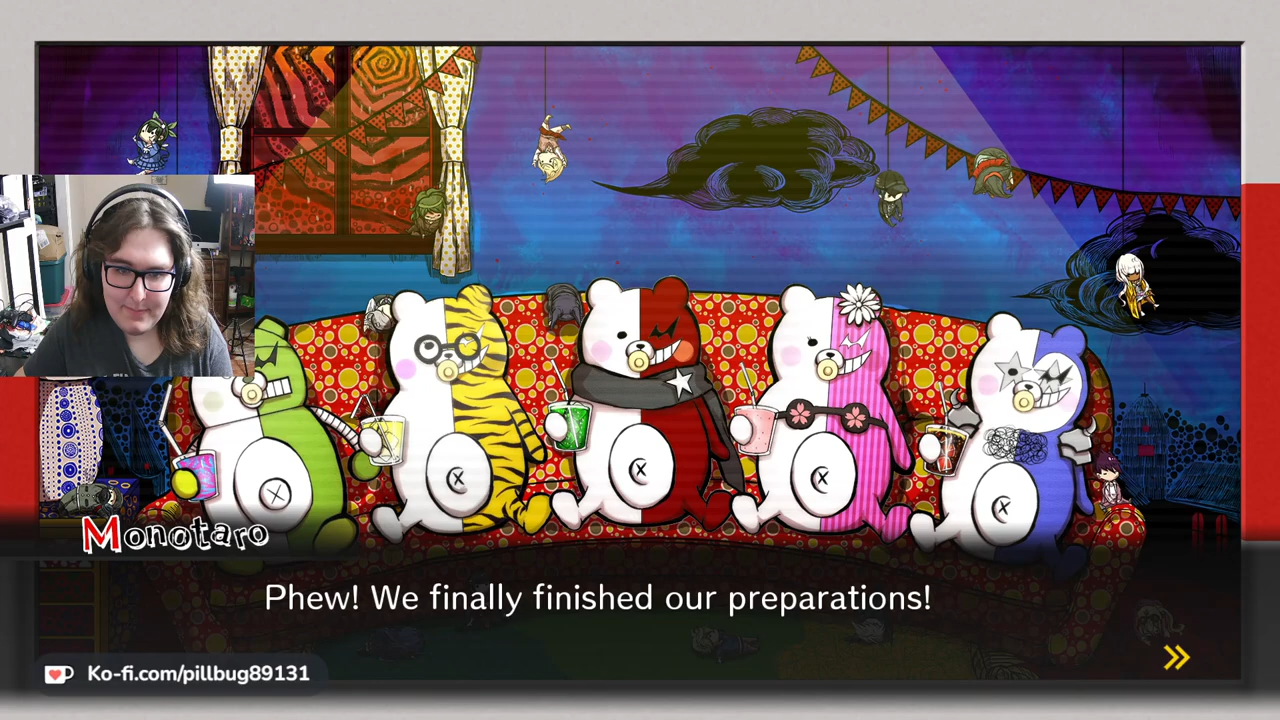 Monotaro
Phew! We finally finished our preparations!
Ko-fi.com/pillbug89131